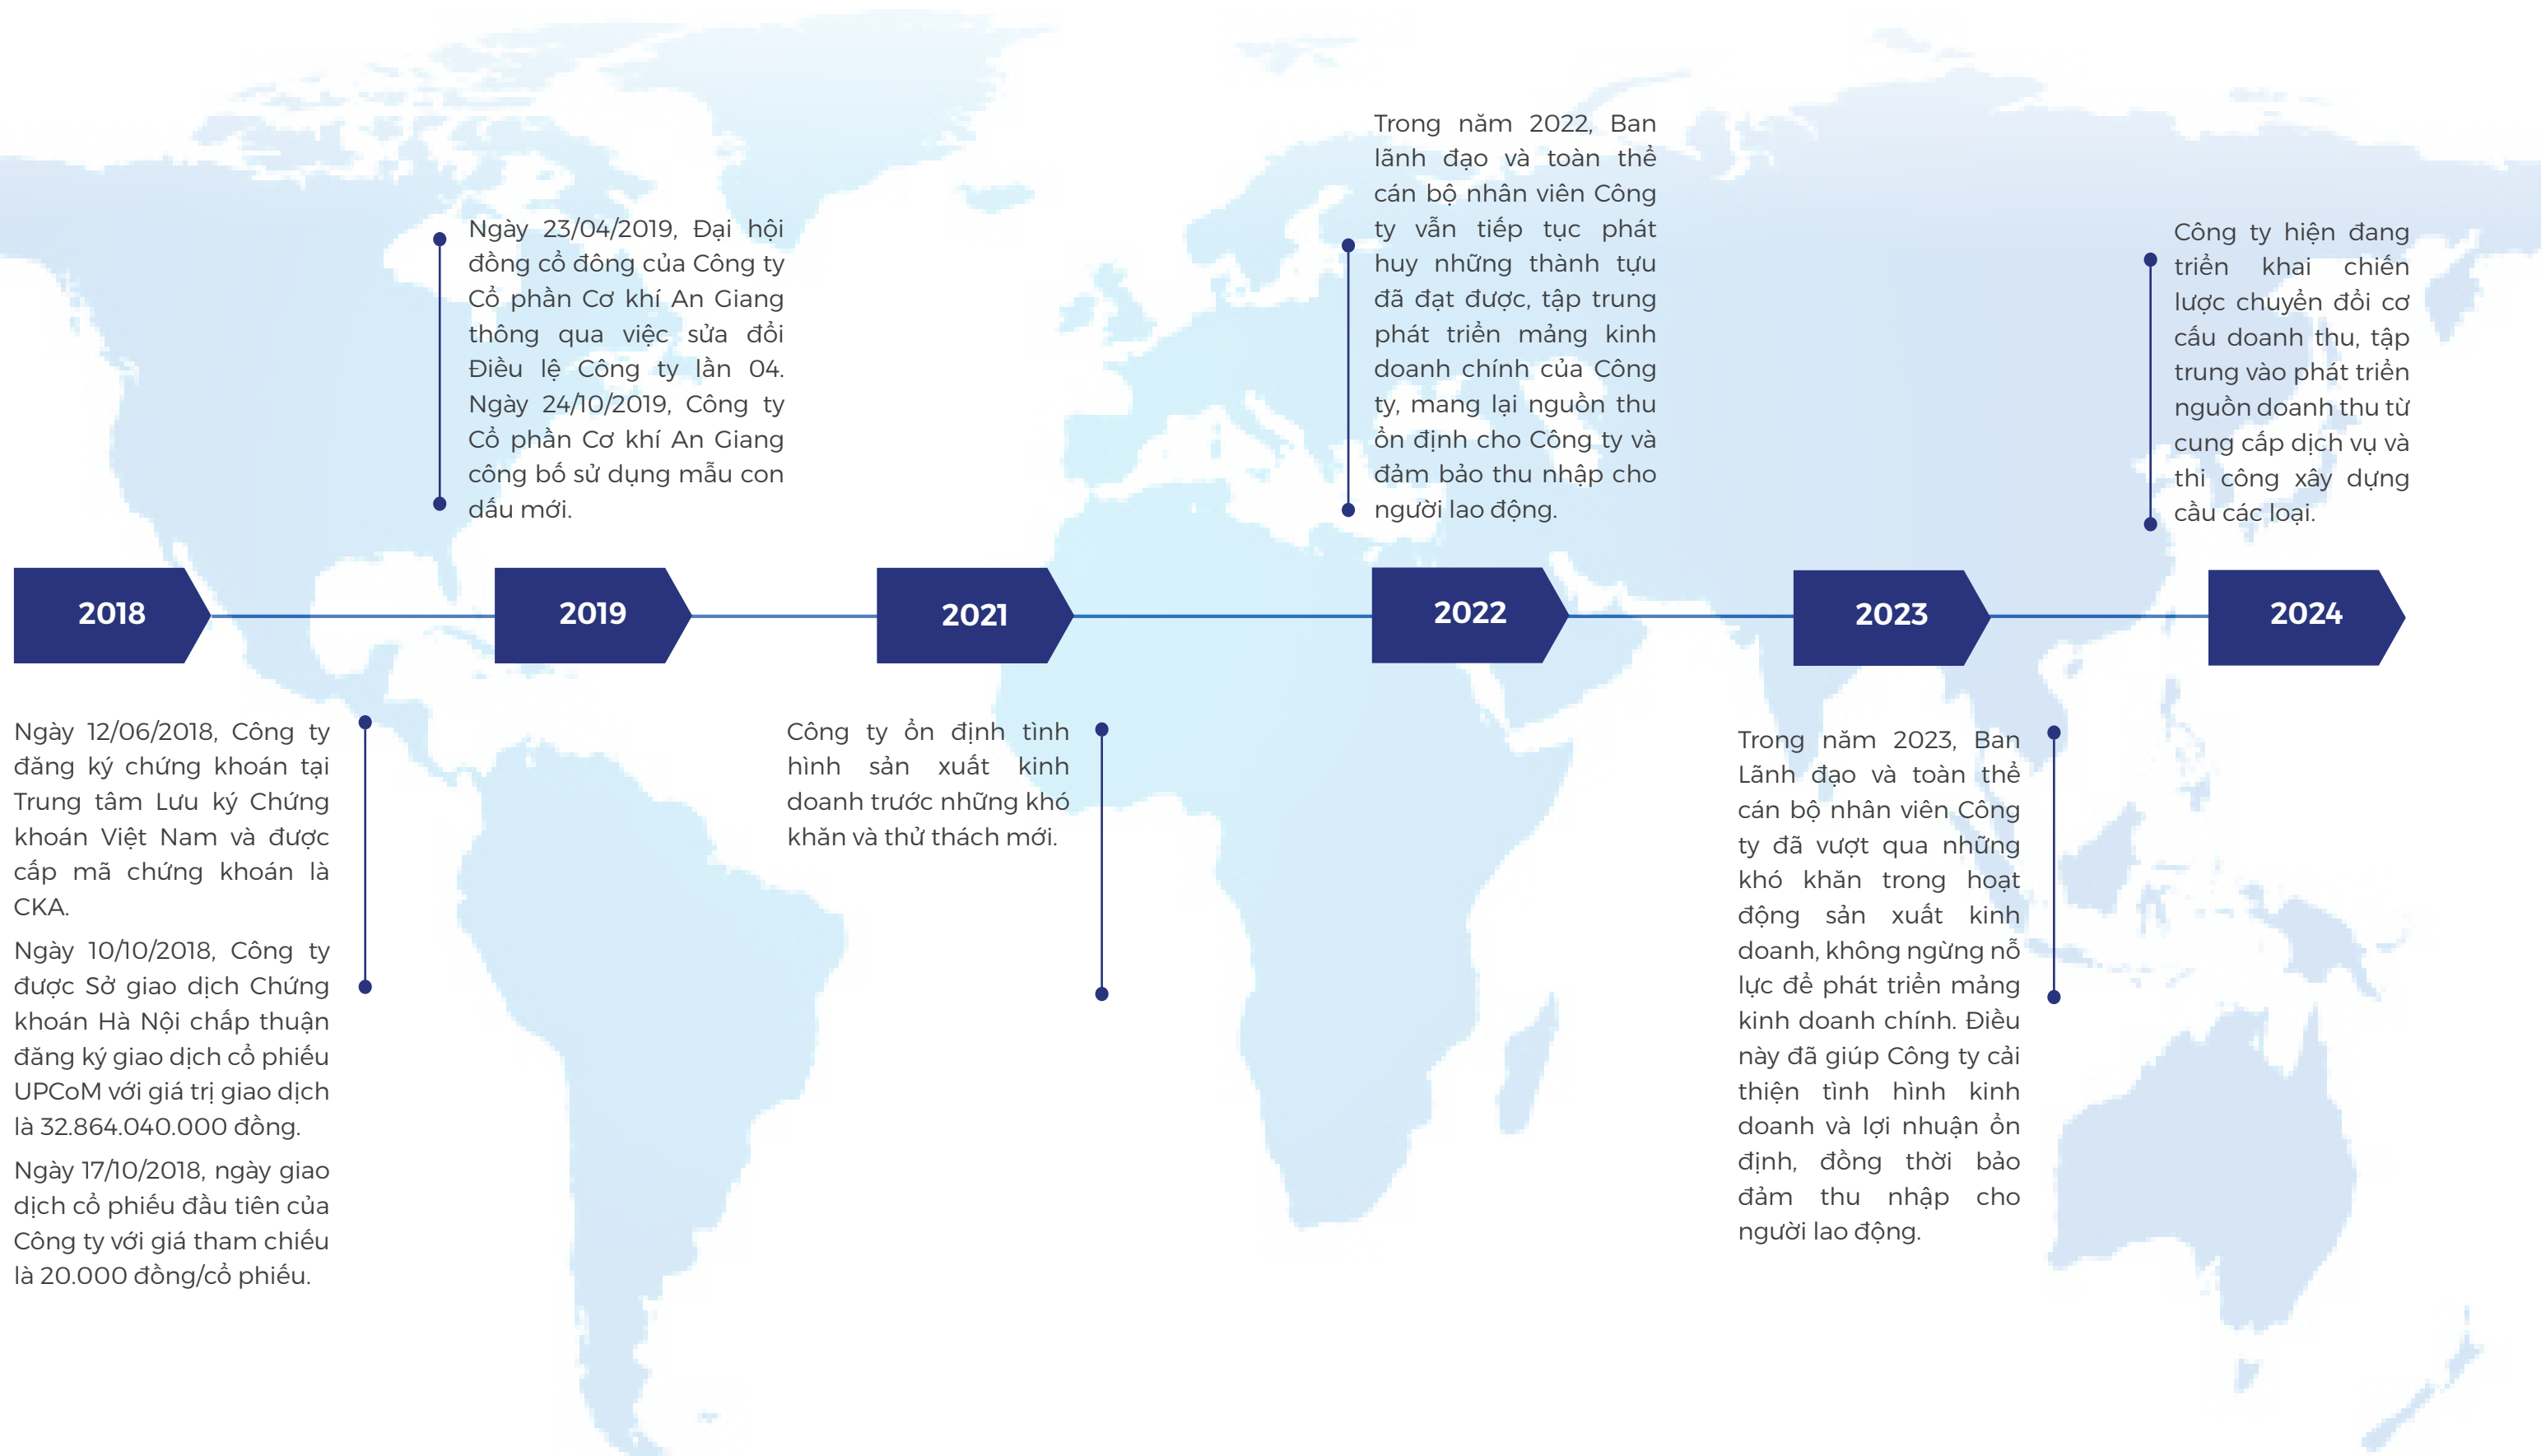 2018
Ngày 12/06/2018, Công ty
đăng ký chứng khoán tại
Trung tâm Lưu ký Chứng
khoán Việt Nam và được
cấp mã chứng khoán là
CKA.
Ngày 10/10/2018, Công ty
được Sở giao dịch Chứng
khoán Hà Nội chấp thuận
đăng ký giao dịch cổ phiếu
UPCoM với giá trị giao dịch
là 32.864.040.000 đồng.
Ngày 17/10/2018, ngày giao
dịch cổ phiếu đầu tiên của
Công ty với giá tham chiếu
là 20.000 đồng/cổ phiếu.
2019
Ngày 23/04/2019, Đại hội
đồng cổ đông của Công ty
Cổ phần Cơ khí An Giang
thông qua việc sửa đổi
Điều lệ Công ty lần 04.
Ngày 24/10/2019, Công ty
Cổ phần Cơ khí An Giang
công bố sử dụng mẫu con
dấu mới.
2021
Công ty ổn định tình
hình sản xuất kinh
doanh trước những khó
khăn và thử thách mới.
2022
Trong năm 2022, Ban
lãnh đạo và toàn thể
cán bộ nhân viên Công
ty vẫn tiếp tục phát
huy những thành tựu
đã đạt được, tập trung
phát triển mảng kinh
doanh chính của Công
ty, mang lại nguồn thu
ổn định cho Công ty và
đảm bảo thu nhập cho
người lao động.
2023
Trong năm 2023, Ban
Lãnh đạo và toàn thể
cán bộ nhân viên Công
ty đã vượt qua những
khó khăn trong hoạt
động sản xuất kinh
doanh, không ngừng nỗ
lực để phát triển mảng
kinh doanh chính. Điều
này đã giúp Công ty cải
thiện tình hình kinh
doanh và lợi nhuận ổn
định, đồng thời bảo
đảm thu nhập cho
người lao động.
2024
Công ty hiện đang
triển khai chiến
lược chuyển đổi cơ
cấu doanh thu, tập
trung vào phát triển
nguồn doanh thu từ
cung cấp dịch vụ và
thi công xây dựng
cầu các loại.